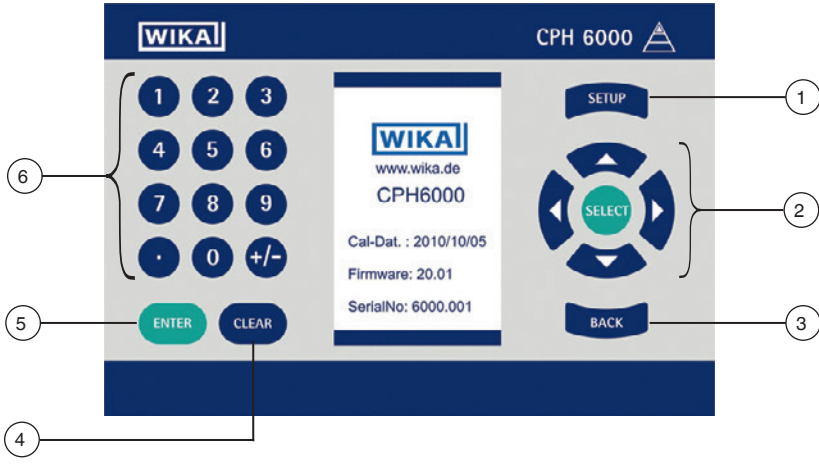 WIKA
CPH 6000
1 2 3
4 5 6
7 8 9
. 0 +/-
ENTER CLEAR
WIKA
www.wika.de
CPH6000
Cal-Dat. : 2010/10/05
Firmware: 20.01
SerialNo: 6000.001
SETUP
SELECT
BACK
1
2
3
4
5
6